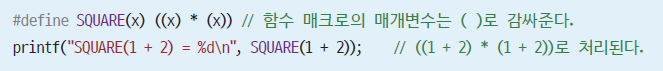 #define SQUARE(x) ((x) * (x)) // 함수 매크로의 매개변수는 ( )로 감싸준다.
printf("SQUARE(1 + 2) = %d\n", SQUARE(1 + 2)); // ((1 + 2) * (1 + 2))로 처리된다.